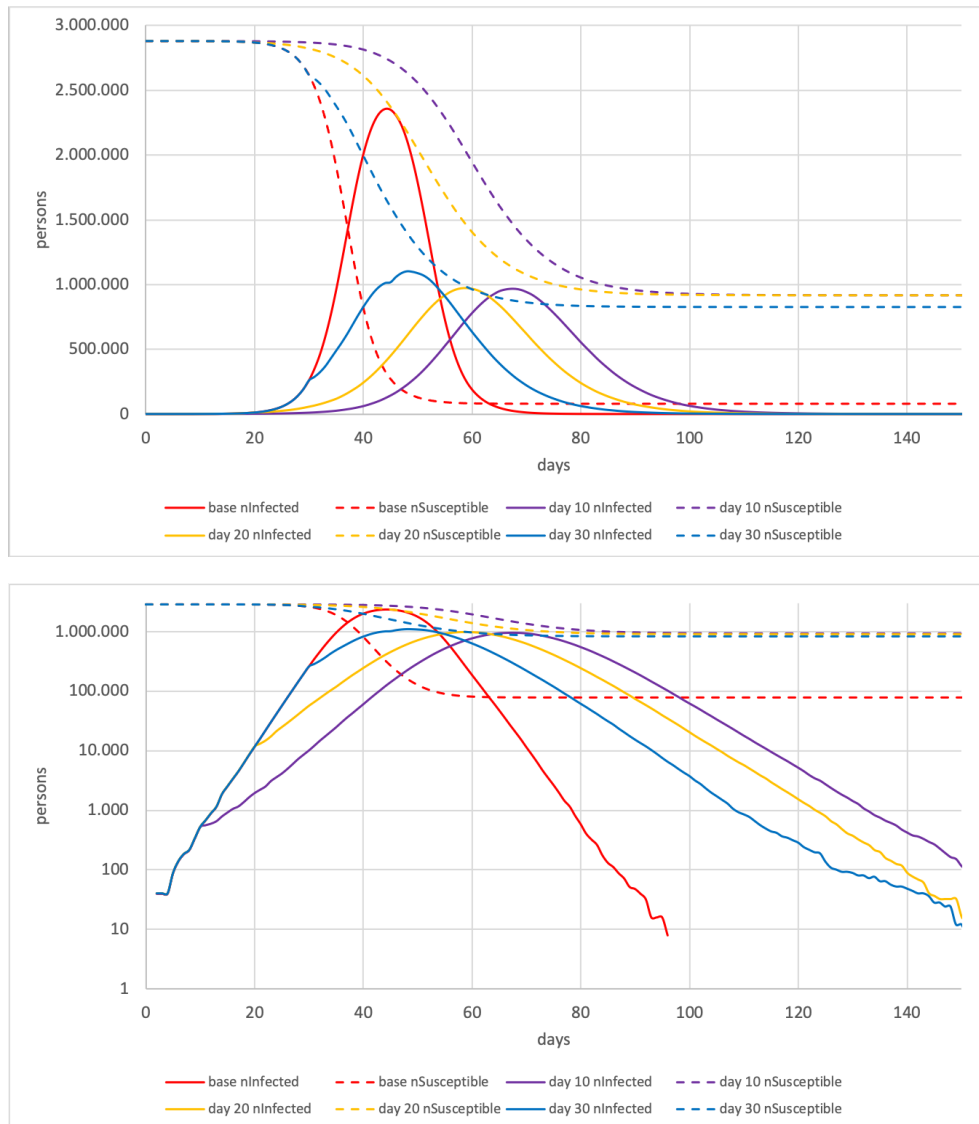 3.000.000
2.500.000
2.000.000
1.500.000
1.000.000
500.000
0
persons
0 20 40 60 80 100 120 140
days
base nInfected base nSusceptible day 10 nInfected day 10 nSusceptible
day 20 nInfected day 20 nSusceptible day 30 nInfected day 30 nSusceptible
1.000.000
100.000
10.000
1.000
100
10
1
persons
0 20 40 60 80 100 120 140
days
base nInfected base nSusceptible day 10 nInfected day 10 nSusceptible
day 20 nInfected day 20 nSusceptible day 30 nInfected day 30 nSusceptible